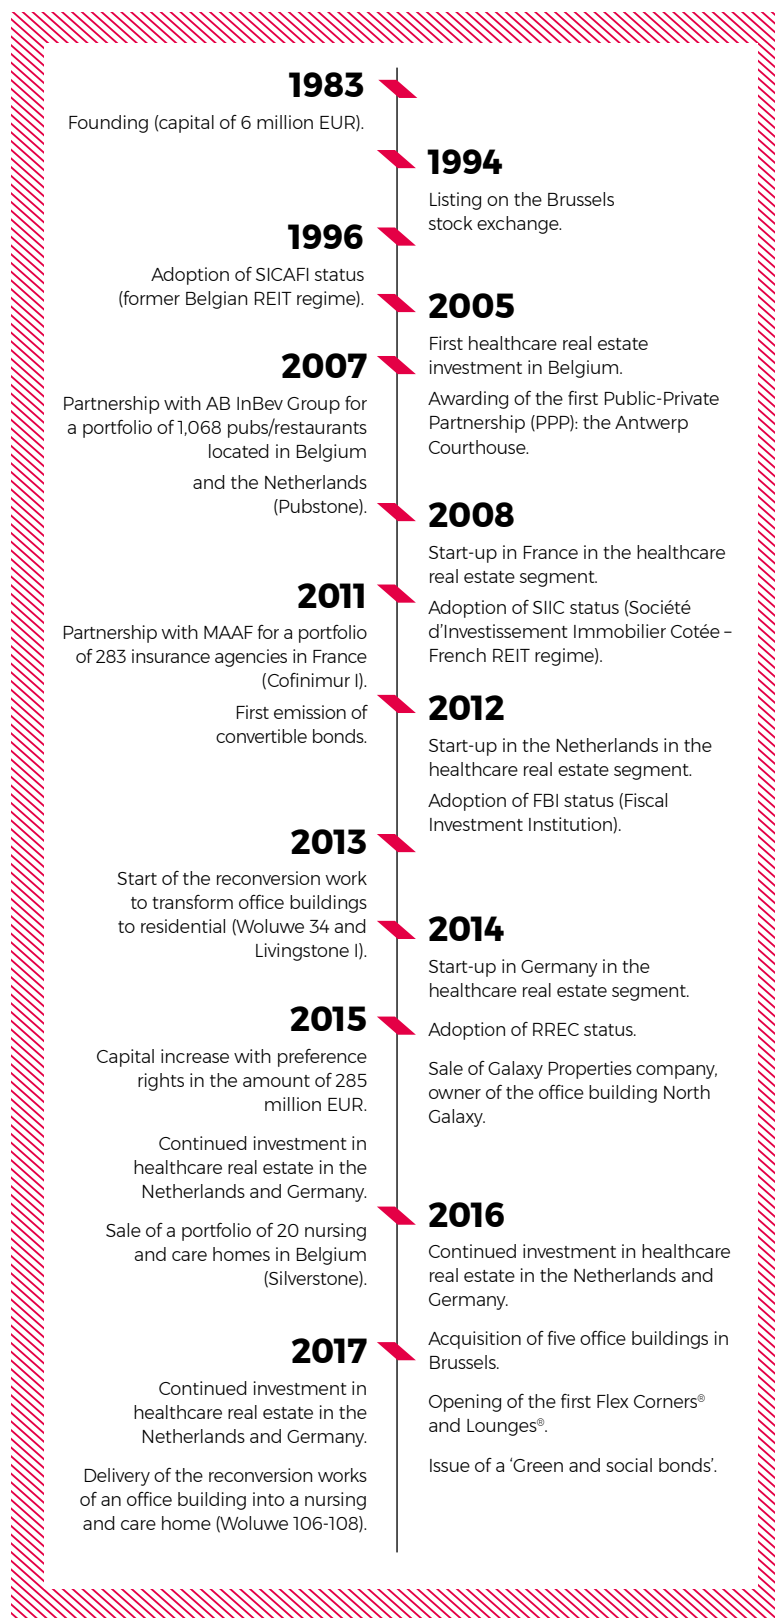 1983
Founding (capital of 6 million EUR).
1994
Listing on the Brussels
stock exchange.
1996
Adoption of SICAFI status
(former Belgian REIT regime).
2005
First healthcare real estate
investment in Belgium.
Awarding of the first Public-Private
Partnership (PPP): the Antwerp
Courthouse.
2007
Partnership with AB InBev Group for
a portfolio of 1,068 pubs/restaurants
located in Belgium
and the Netherlands
(Pubstone).
2008
Start-up in France in the healthcare
real estate segment.
Adoption of SIIC status (Société
d’Investissement Immobilier Cotée –
French REIT regime).
2011
Partnership with MAAF for a portfolio
of 283 insurance agencies in France
(Cofinimur I).
First emission of
convertible bonds.
2012
Start-up in the Netherlands in the
healthcare real estate segment.
Adoption of FBI status (Fiscal
Investment Institution).
2013
Start of the reconversion work
to transform office buildings
to residential (Woluwe 34 and
Livingstone I).
2014
Start-up in Germany in the
healthcare real estate segment.
Adoption of RREC status.
Sale of Galaxy Properties company,
owner of the office building North
Galaxy.
2015
Capital increase with preference
rights in the amount of 285
million EUR.
Continued investment in
healthcare real estate in the
Netherlands and Germany.
Sale of a portfolio of 20 nursing
and care homes in Belgium
(Silverstone).
2016
Continued investment in healthcare
real estate in the Netherlands and
Germany.
Acquisition of five office buildings in
Brussels.
Opening of the first Flex Corners®
and Lounges®.
Issue of a ‘Green and social bonds’.
2017
Continued investment in
healthcare real estate in the
Netherlands and Germany.
Delivery of the reconversion works
of an office building into a nursing
and care home (Woluwe 106-108).